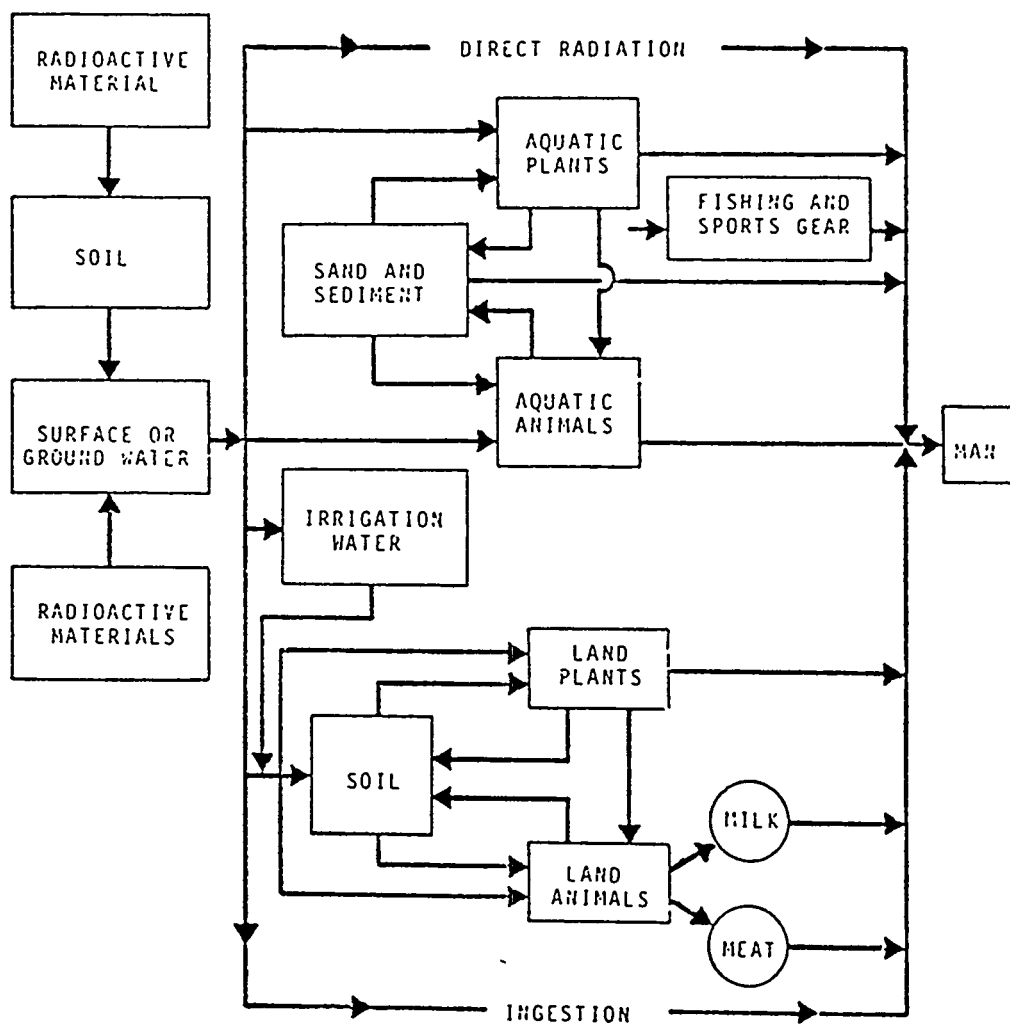 RADIOACTIVE
MATERIAL
SOIL
SURFACE OR
GROUND WATER
RADIOACTIVE
MATERIALS
DIRECT RADIATION
AQUATIC
PLANTS
FISHING AND
SPORTS GEAR
SAND AND
SEDIMENT
AQUATIC
ANIMALS
MAN
IRRIGATION
WATER
LAND
PLANTS
SOIL
MILK
LAND
ANIMALS
MEAT
INGESTION